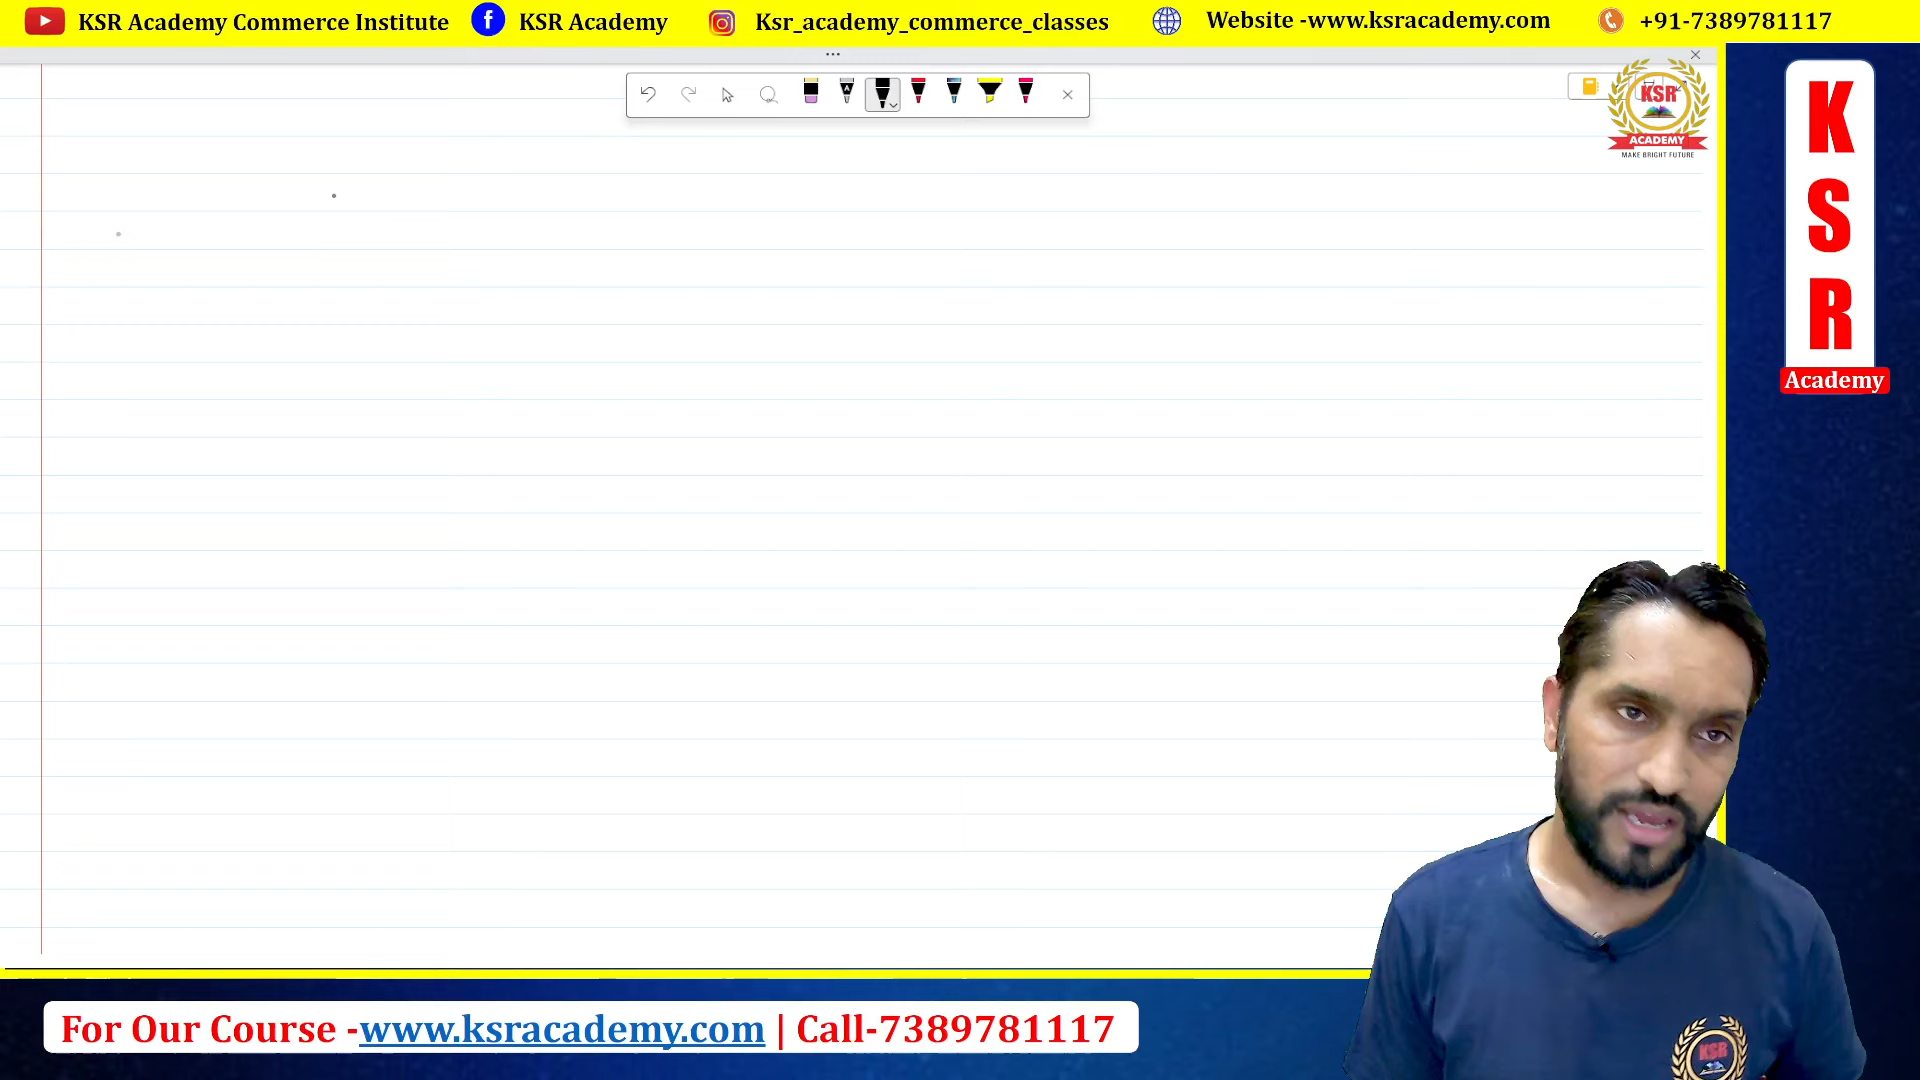 KSR Academy Commerce Institute
KSR Academy
Ksr_academy_commerce_classes
Website -www.ksracademy.com
+91-7389781117
KSR
ACADEMY
MAKE BRIGHT FUTURE
K
S
R
Academy
For Our Course -www.ksracademy.com | Call-7389781117
KSR